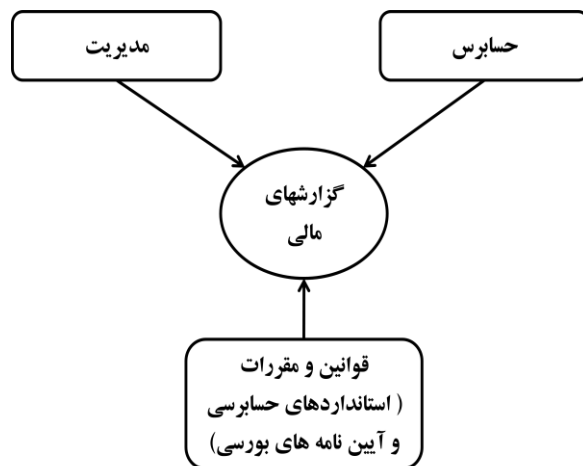 حسابرس
مدیریت
گزارشهای
مالی
قوانین و مقررات
( استانداردهای حسابرسی
و آیین نامه های بورسی)